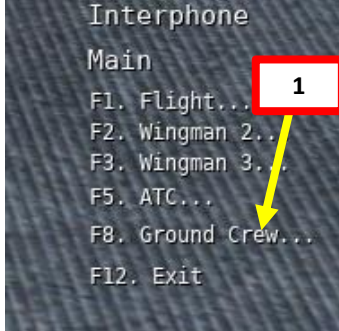 Interphone
Main
1
F1. Flight...
F2. Wingman 2...
F3. Wingman 3...
F5. ATC...
F8. Ground Crew...
F12. Exit